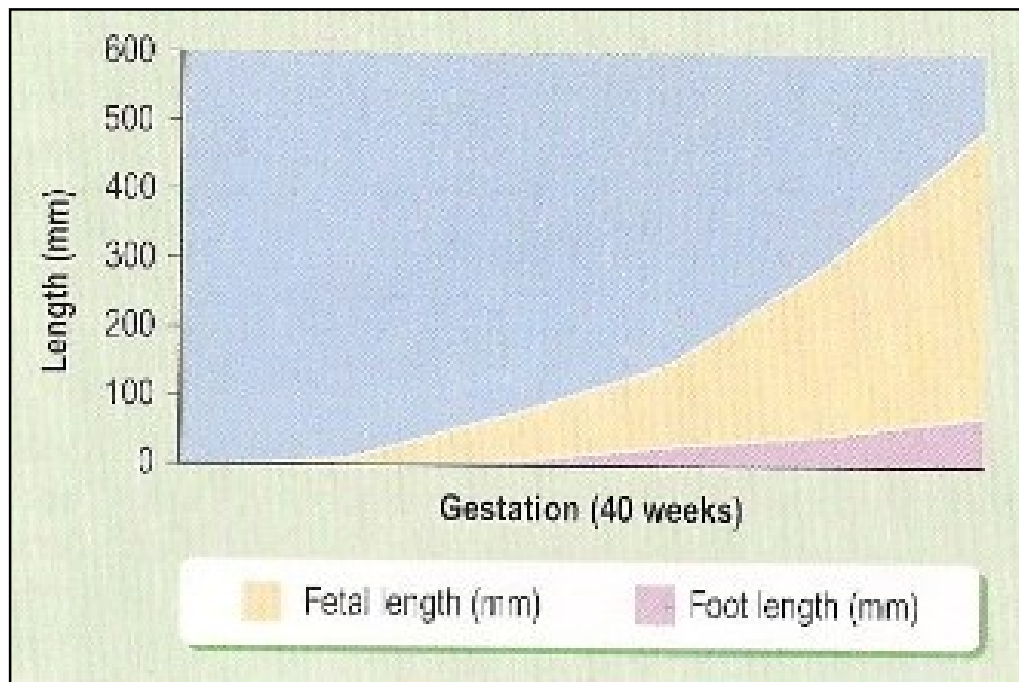 600
500
400
300
200
100
0
Length (mm)
Gestation (40 weeks)
Fetal length (mm)
Foot length (mm)